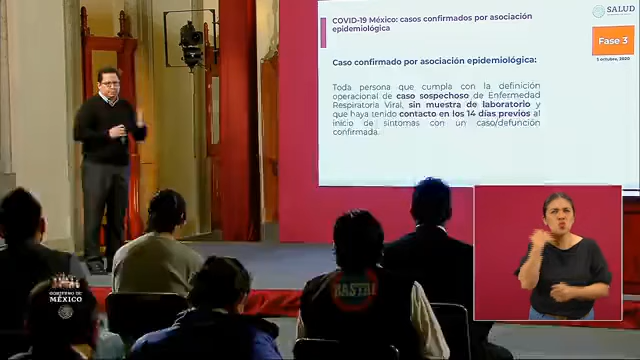 COVID-19 México: casos confirmados por asociación
epidemiológica
SALUD
Fase 3
5 octubre, 2020
Caso confirmado por asociación epidemiológica:
Toda persona que cumpla con la definición
operacional de caso sospechoso de Enfermedad
Respiratoria Viral, sin muestra de laboratorio y
que haya tenido contacto en los 14 días previos al
inicio de síntomas con un caso/defunción
confirmada.
GOBIERNO DE
MÉXICO